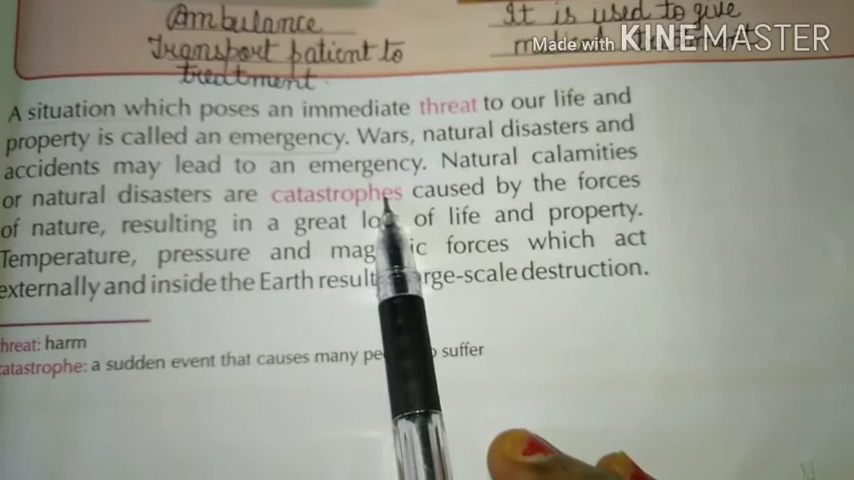 Ambulance
Transport patient to
treatment.
It is used to give
Made with KINEMASTER
A situation which poses an immediate threat to our life and
property is called an emergency. Wars, natural disasters and
accidents may lead to an emergency. Natural calamities
or natural disasters are catastrophes caused by the forces
of nature, resulting in a great of life and property.
Temperature, pressure and forces which act
externally and inside the Earth result large-scale destruction.
threat: harm
catastrophe: a sudden event that causes many suffer